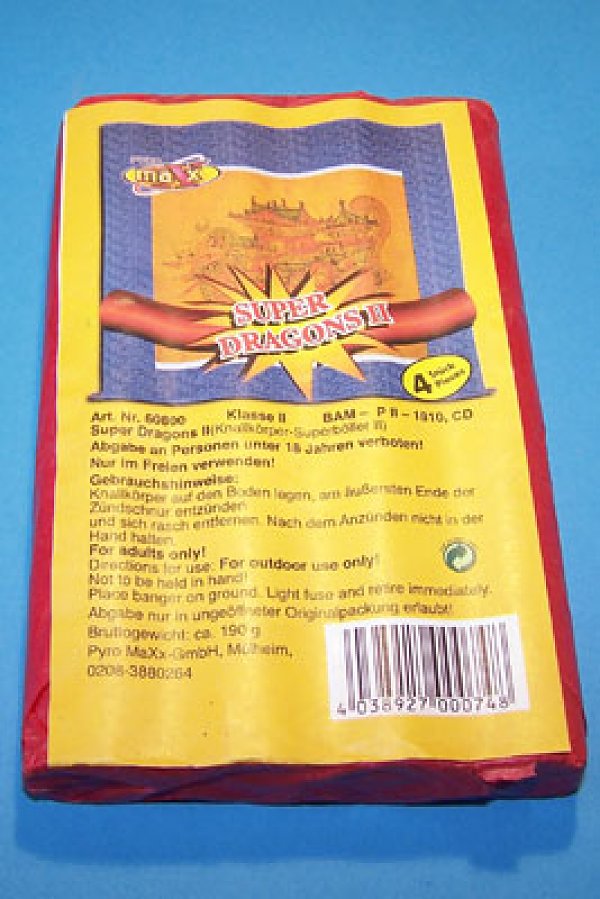 maXx
SUPER
DRAGONS II
4 Stück
Pieces
Art. Nr. 60600 Klasse II BAM - P II - 1910, CD
Super Dragons II (Knallkörper-Superböller II)
Abgabe an Personen unter 18 Jahren verboten!
Nur im Freien verwenden!
Gebrauchshinweise:
Knallkörper auf den Boden legen, am äußersten Ende der
Zündschnur entzünden
und sich rasch entfernen. Nach dem Anzünden nicht in der
Hand halten.
For adults only!
Directions for use: For outdoor use only!
Not to be held in hand!
Place banger on ground. Light fuse and retire immediately.
Abgabe nur in ungeöffneter Originalpackung erlaubt!
Bruttogewicht: ca. 190 g
Pyro MaXx-GmbH, Mülheim,
0208-3880264
4 038927 000748